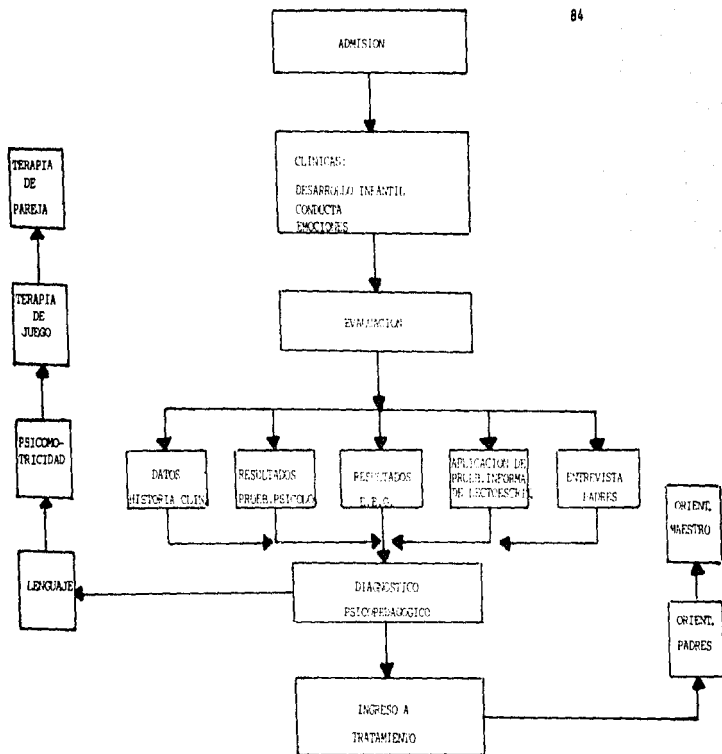 84
ADMISION
CLINICAS:
DESARROLLO INFANTIL
CONDUCTA
EMOCIONES
EVALUACION
DATOS
HISTORIA CLIN.
RESULTADOS
PRUEB.PSICOLO.
RESULTADOS
E.E.G.
APLICACION DE
PRUEB.INFORMA
DE LECTOESCRI.
ENTREVISTA
PADRES
DIAGNOSTICO
PSICOPEDAGOGICO
INGRESO A
TRATAMIENTO
TERAPIA
DE
PAREJA
TERAPIA
DE
JUEGO
PSICOMO-
TRICIDAD
LENGUAJE
ORIENT.
MAESTRO
ORIENT.
PADRES